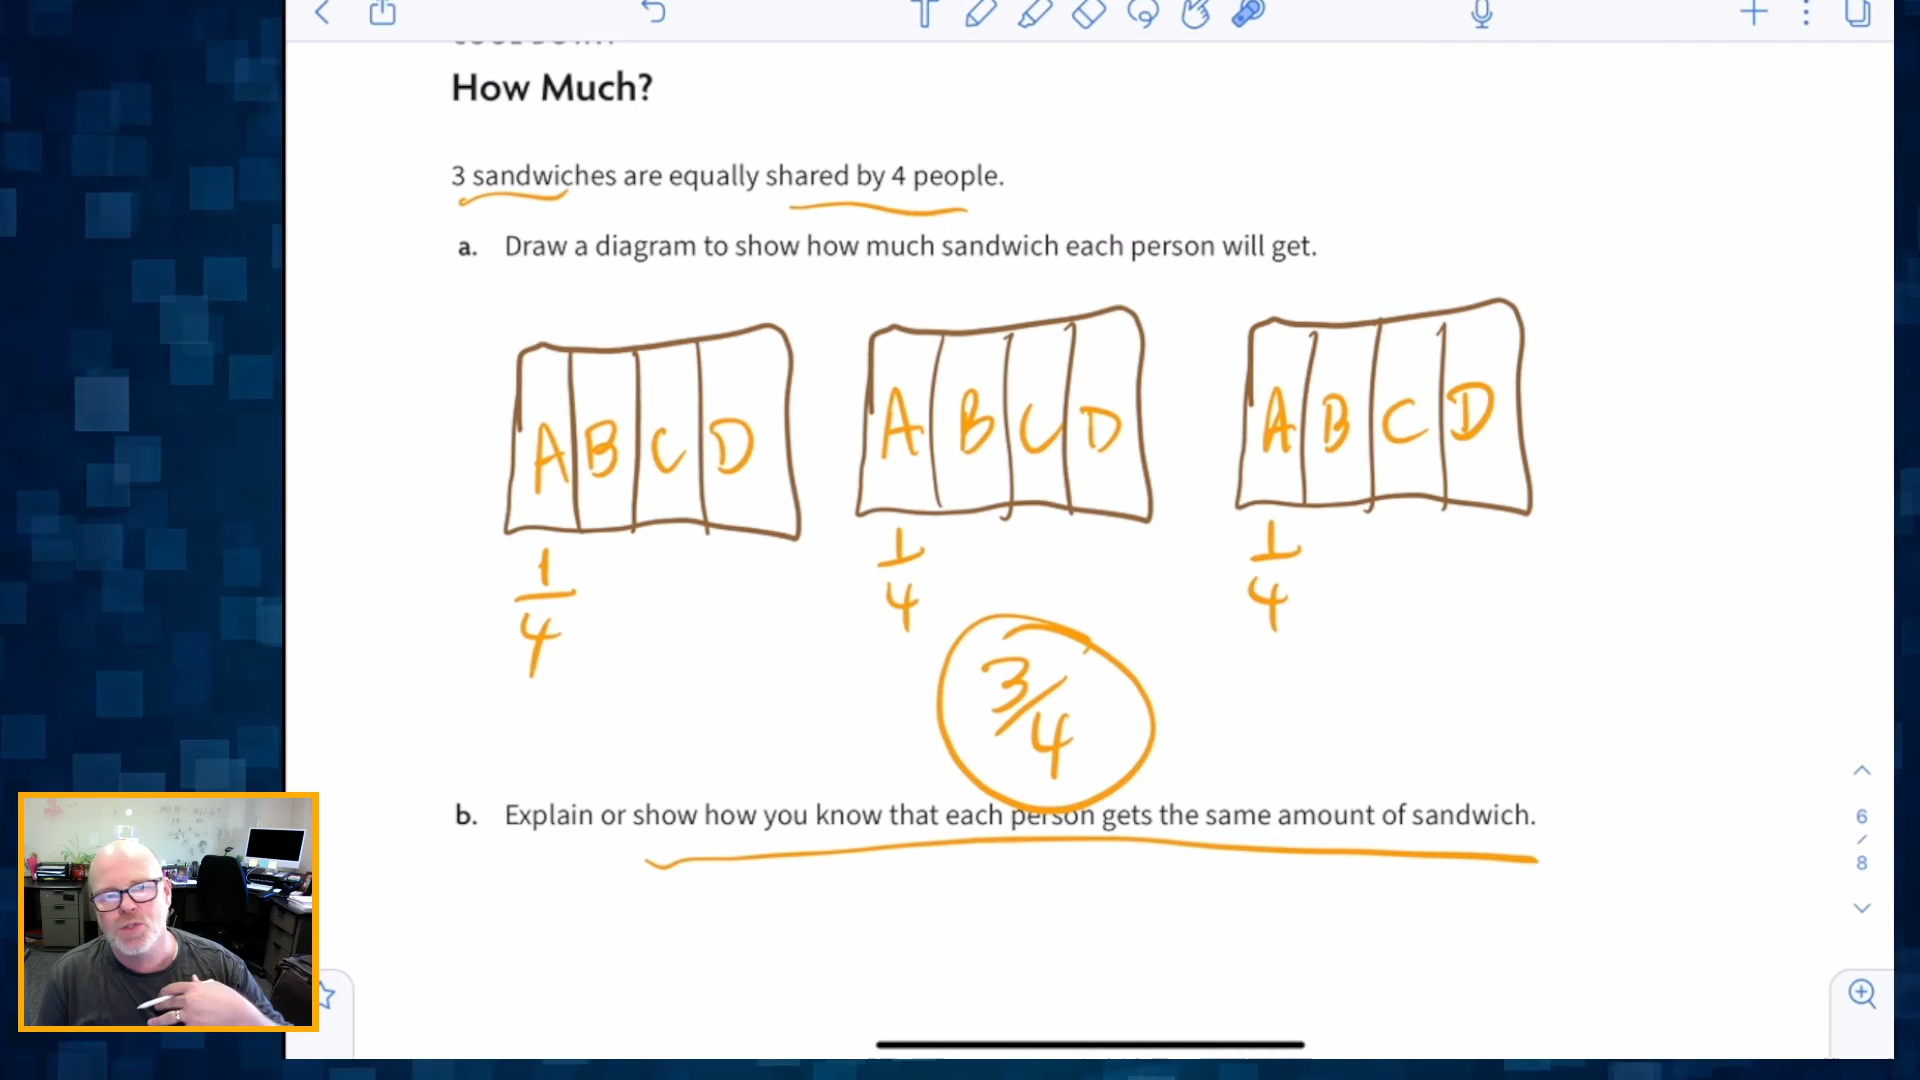 How Much?
3 sandwiches are equally shared by 4 people.
a. Draw a diagram to show how much sandwich each person will get.
A B C D
A B C D
A B C D
1/4
1/4
1/4
3/4
b. Explain or show how you know that each person gets the same amount of sandwich.
6
/
8